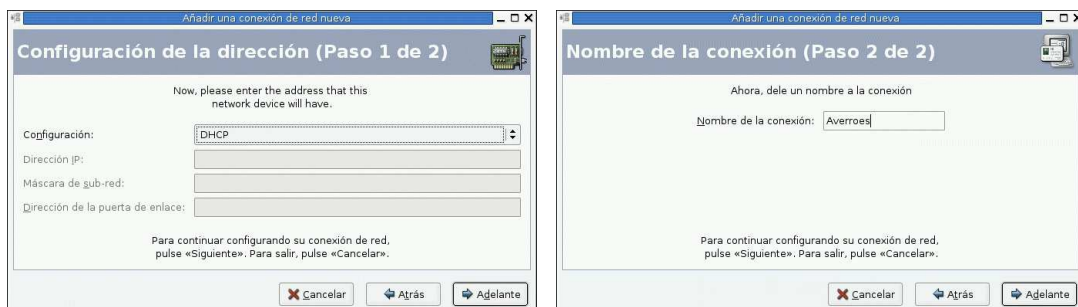 Añadir una conexión de red nueva
Configuración de la dirección (Paso 1 de 2)
Now, please enter the address that this
network device will have.
Configuración: DHCP
Dirección IP:
Máscara de sub-red:
Dirección de la puerta de enlace:
Para continuar configurando su conexión de red,
pulse «Siguiente». Para salir, pulse «Cancelar».
Cancelar Atrás Adelante
Añadir una conexión de red nueva
Nombre de la conexión (Paso 2 de 2)
Ahora, dele un nombre a la conexión
Nombre de la conexión: Averroes
Para continuar configurando su conexión de red,
pulse «Siguiente». Para salir, pulse «Cancelar».
Cancelar Atrás Adelante